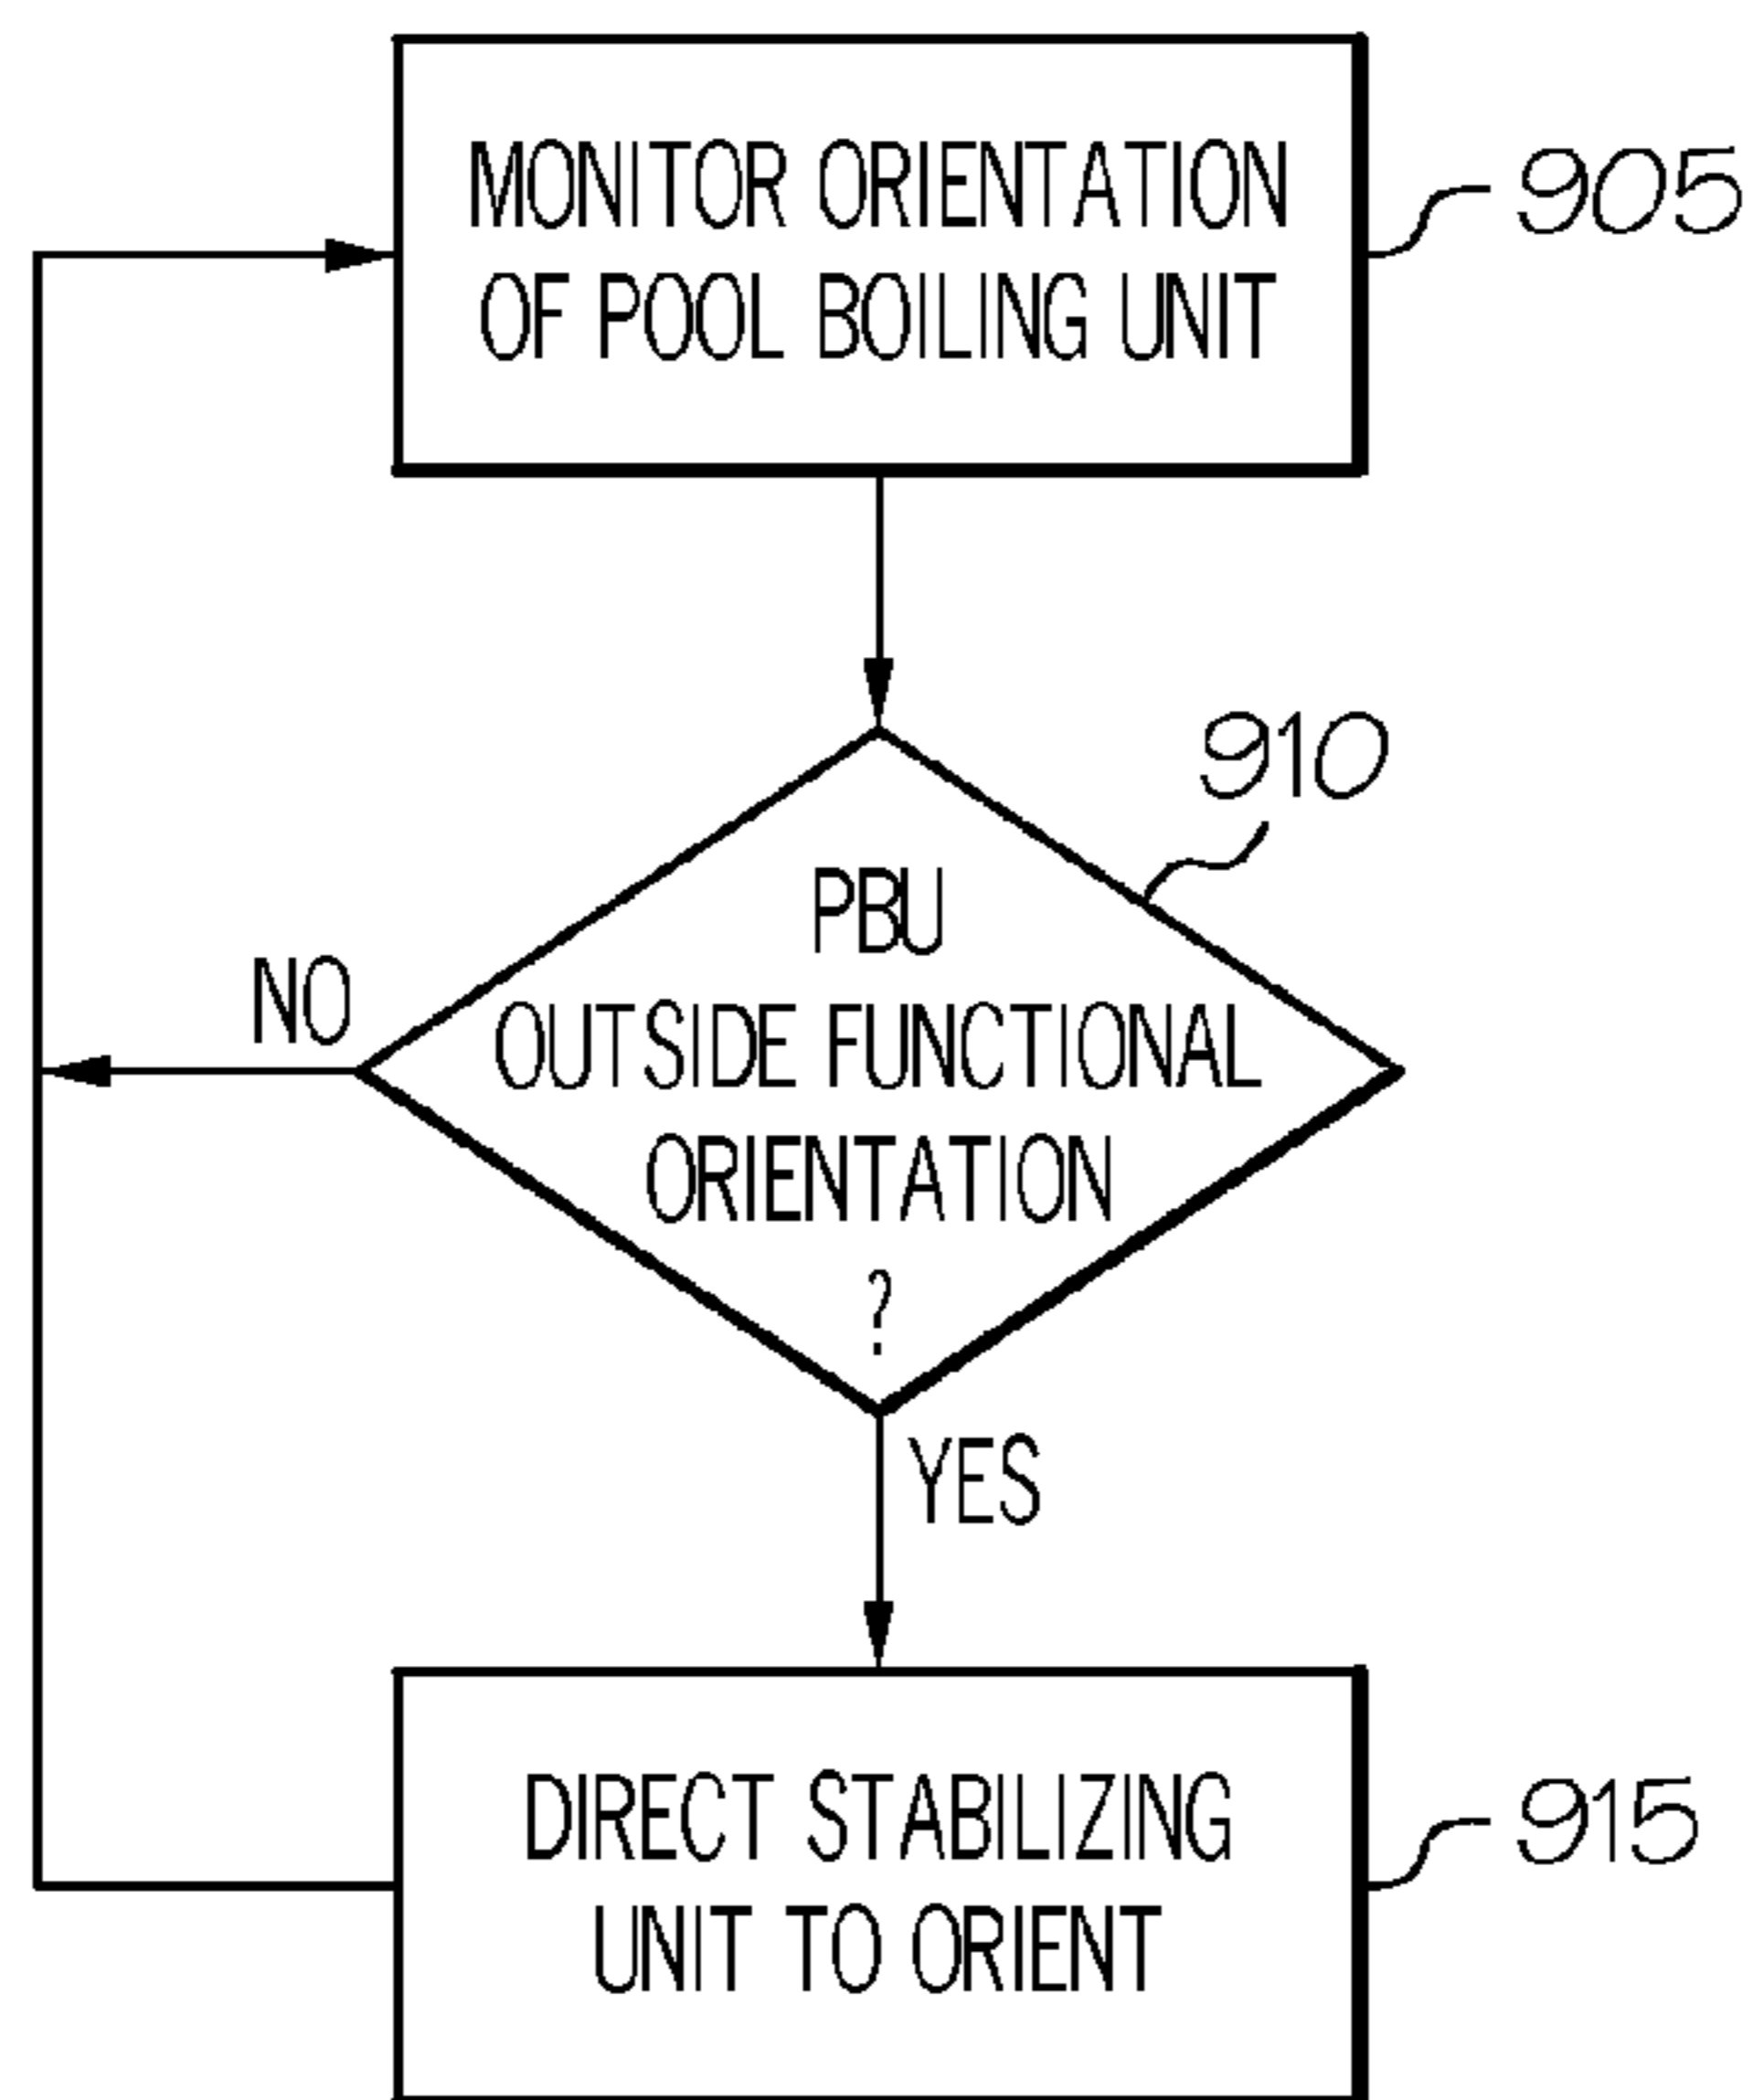 MONITOR ORIENTATION
OF POOL BOILING UNIT
905
910
PBU
OUTSIDE FUNCTIONAL
ORIENTATION
?
NO
YES
DIRECT STABILIZING
UNIT TO ORIENT
915